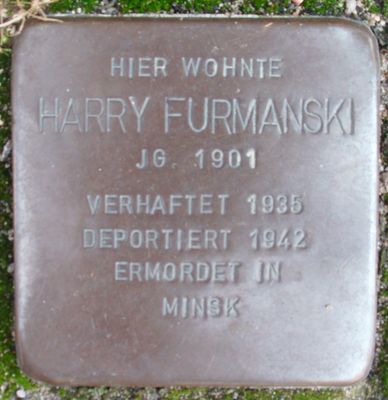 HIER WOHNTE
HARRY FURMANSKI
JG. 1901
VERHAFTET 1935
DEPORTIERT 1942
ERMORDET IN
MINSK